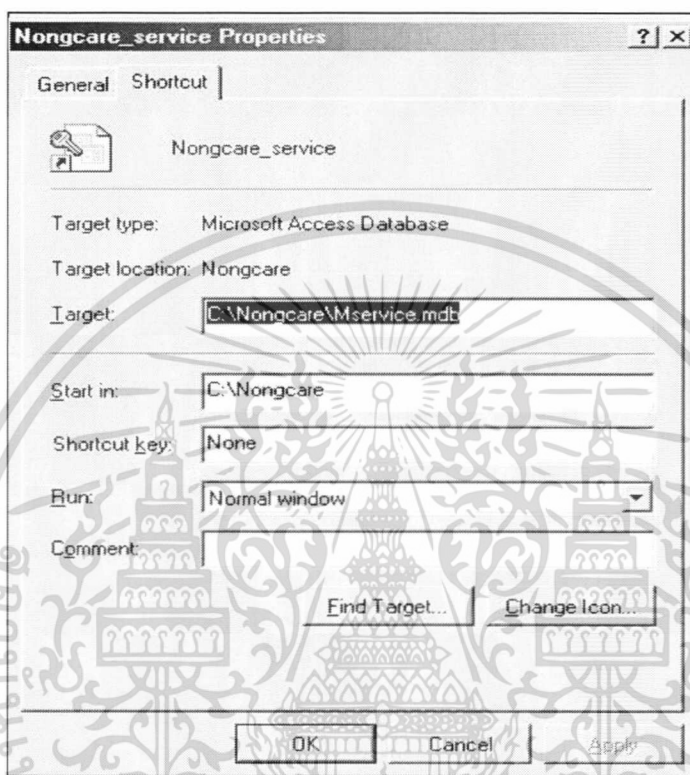 Nongcare_service Properties
General Shortcut
Nongcare_service
Target type: Microsoft Access Database
Target location: Nongcare
Target: C:\Nongcare\Mservice.mdb
Start in: C:\Nongcare
Shortcut key: None
Run: Normal window
Comment:
Find Target... Change Icon...
OK Cancel Apply